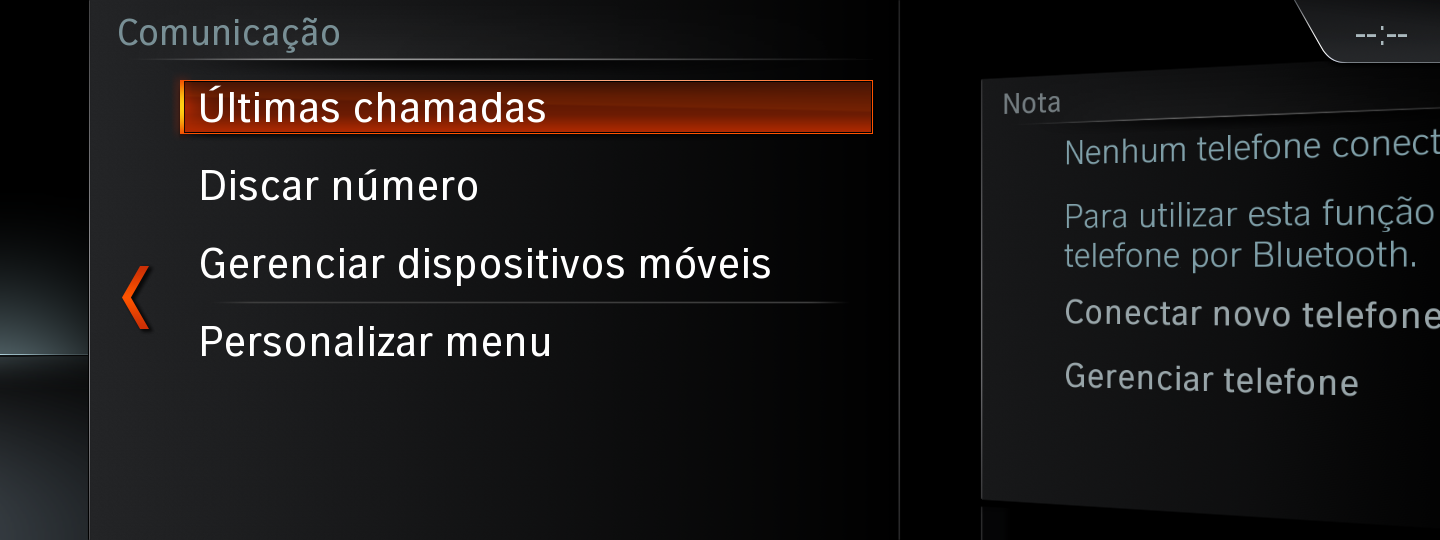 Comunicação
Últimas chamadas
Discar número
Gerenciar dispositivos móveis
Personalizar menu
--:--
Nota
Nenhum telefone
Para utilizar esta função
telefone por Bluetooth.
Conectar novo telefone
Gerenciar telefone